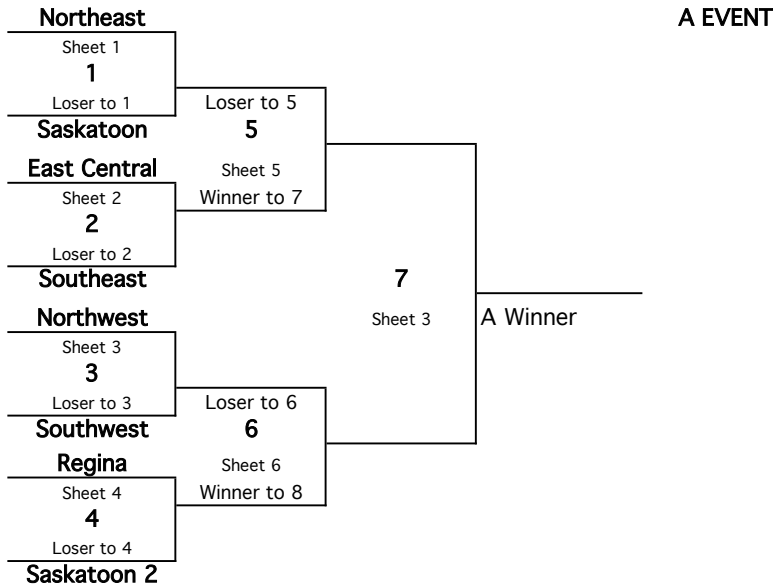 Northeast
A EVENT
Sheet 1
1
Loser to 1
Saskatoon
Loser to 5
5
Sheet 5
Winner to 7
East Central
Sheet 2
2
Loser to 2
Southeast
7
Sheet 3
A Winner
Northwest
Sheet 3
3
Loser to 3
Southwest
Loser to 6
6
Sheet 6
Winner to 8
Regina
Sheet 4
4
Loser to 4
Saskatoon 2